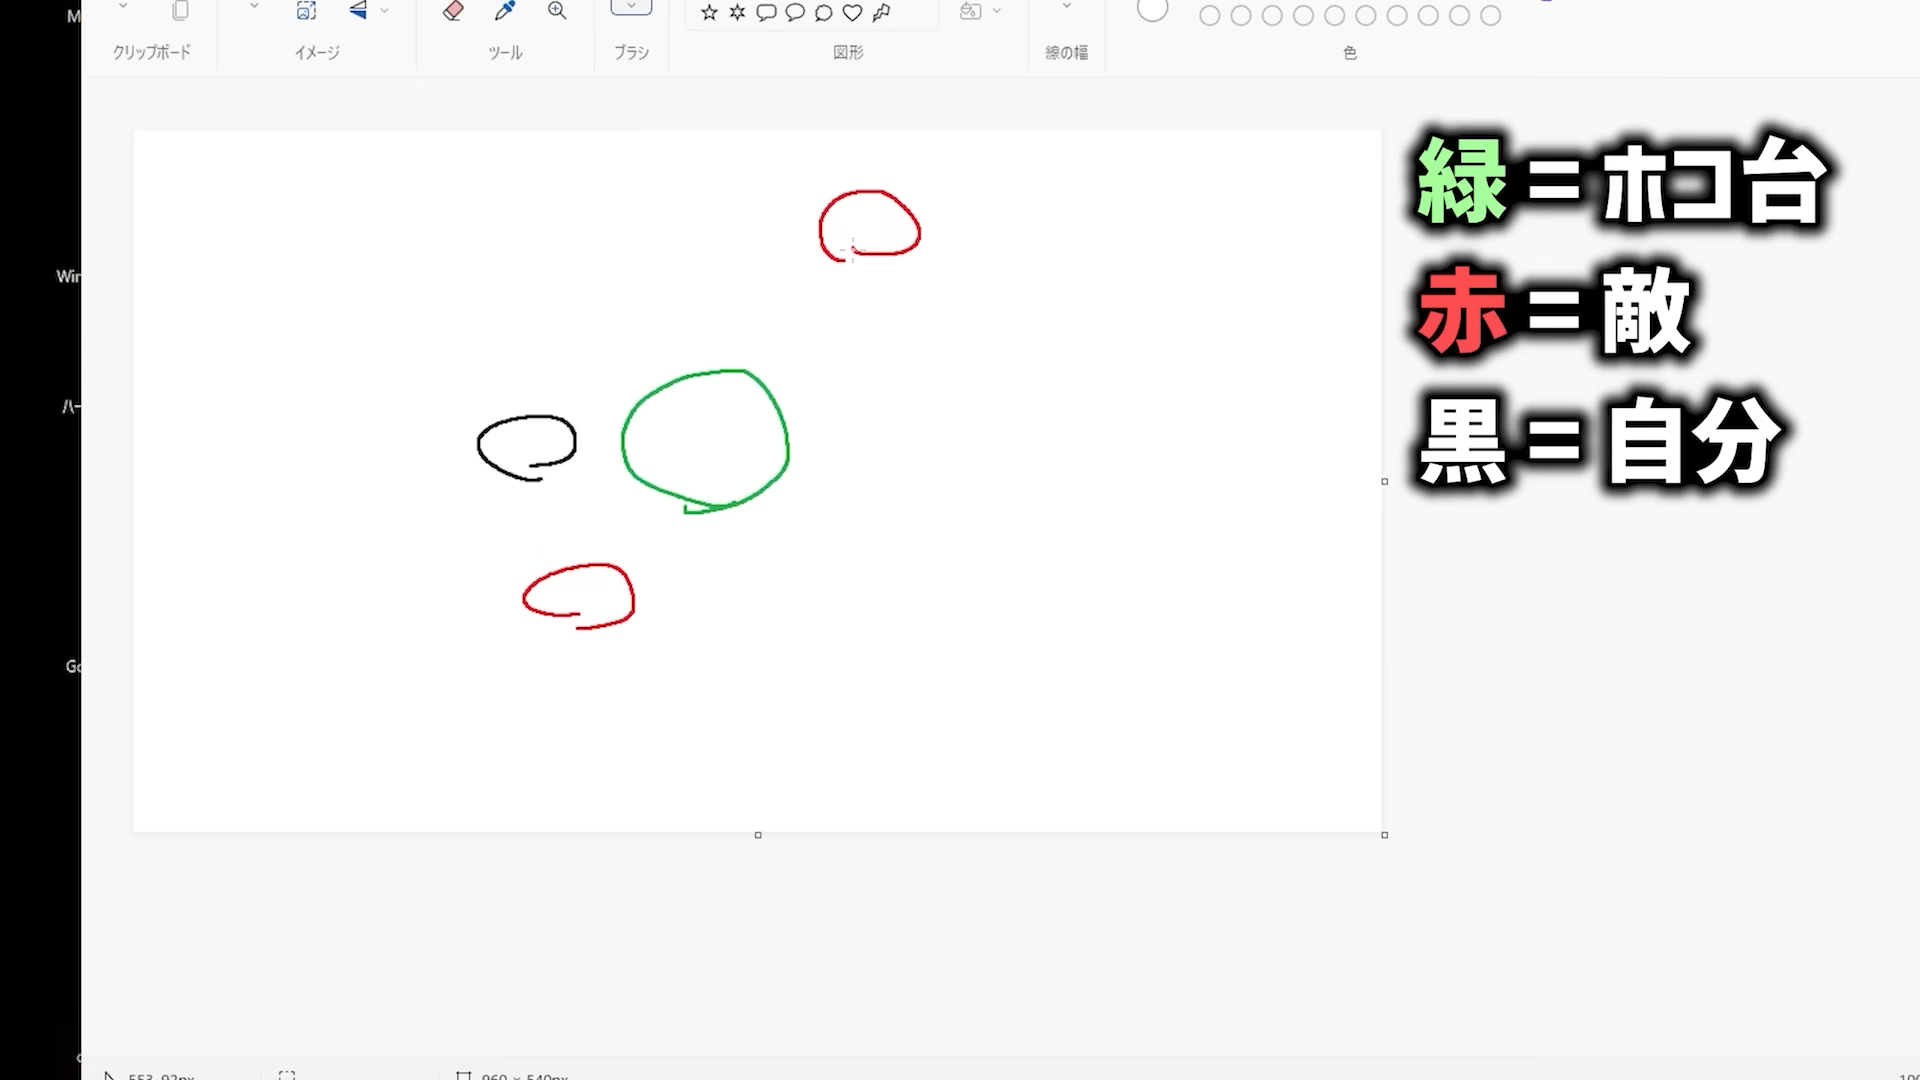 クリップボード
イメージ
ツール
ブラシ
図形
線の幅
色
緑=ホコ台
赤=敵
黒=自分